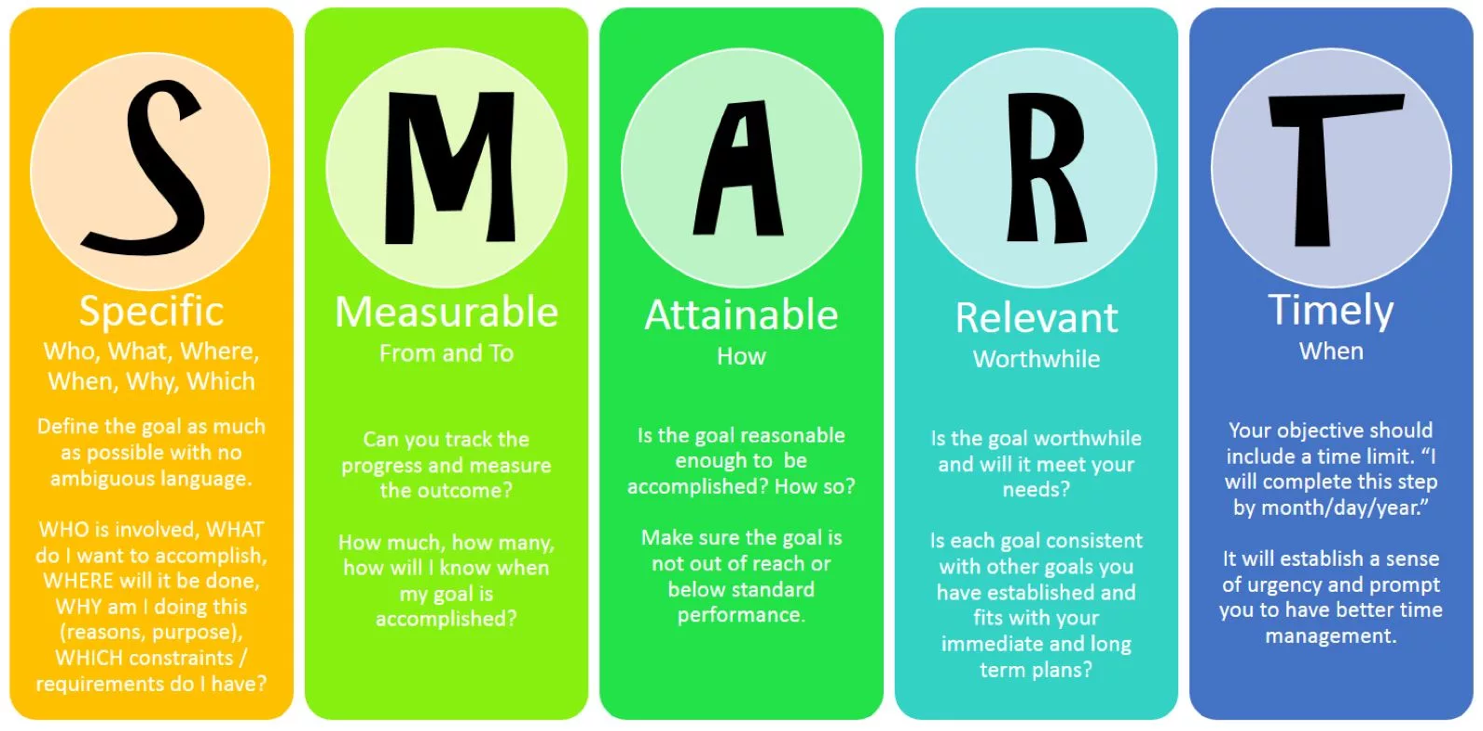 S
Specific
Who, What, Where,
When, Why, Which
Define the goal as much
as possible with no
ambiguous language.
WHO is involved, WHAT
do I want to accomplish,
WHERE will it be done,
WHY am I doing this
(reasons, purpose),
WHICH constraints /
requirements do I have?
M
Measurable
From and To
Can you track the
progress and measure
the outcome?
How much, how many,
how will I know when
my goal is
accomplished?
A
Attainable
How
Is the goal reasonable
enough to be
accomplished? How so?
Make sure the goal is
not out of reach or
below standard
performance.
R
Relevant
Worthwhile
Is the goal worthwhile
and will it meet your
needs?
Is each goal consistent
with other goals you
have established and
fits with your
immediate and long
term plans?
T
Timely
When
Your objective should
include a time limit. “I
will complete this step
by month/day/year.”
It will establish a sense
of urgency and prompt
you to have better time
management.